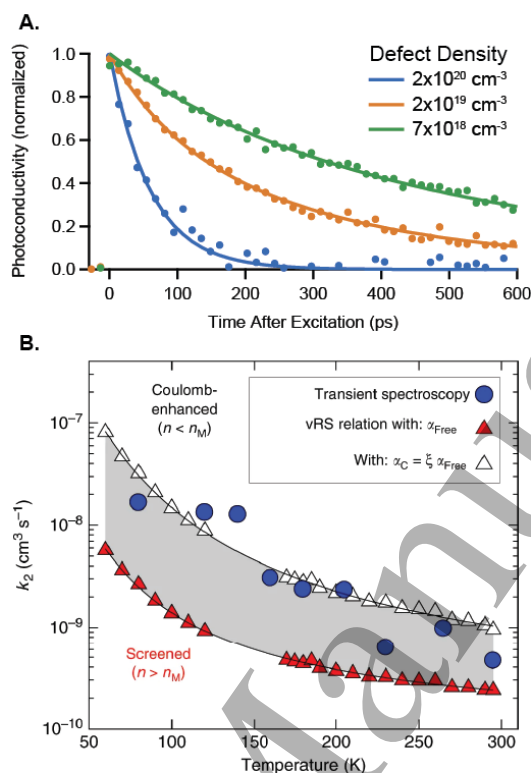 A.
Defect Density
2x10²⁰ cm⁻³
2x10¹⁹ cm⁻³
7x10¹⁸ cm⁻³
Photoconductivity (normalized)
1.0
0.8
0.6
0.4
0.2
0.0
0 100 200 300 400 500 600
Time After Excitation (ps)
B.
Coulomb-enhanced
(n < n_M)
Transient spectroscopy
vRS relation with: α_Free
With: α_C = ξ α_Free
k₂ (cm³ s⁻¹)
10⁻⁷
10⁻⁸
10⁻⁹
10⁻¹⁰
Screened
(n > n_M)
50 100 150 200 250 300
Temperature (K)